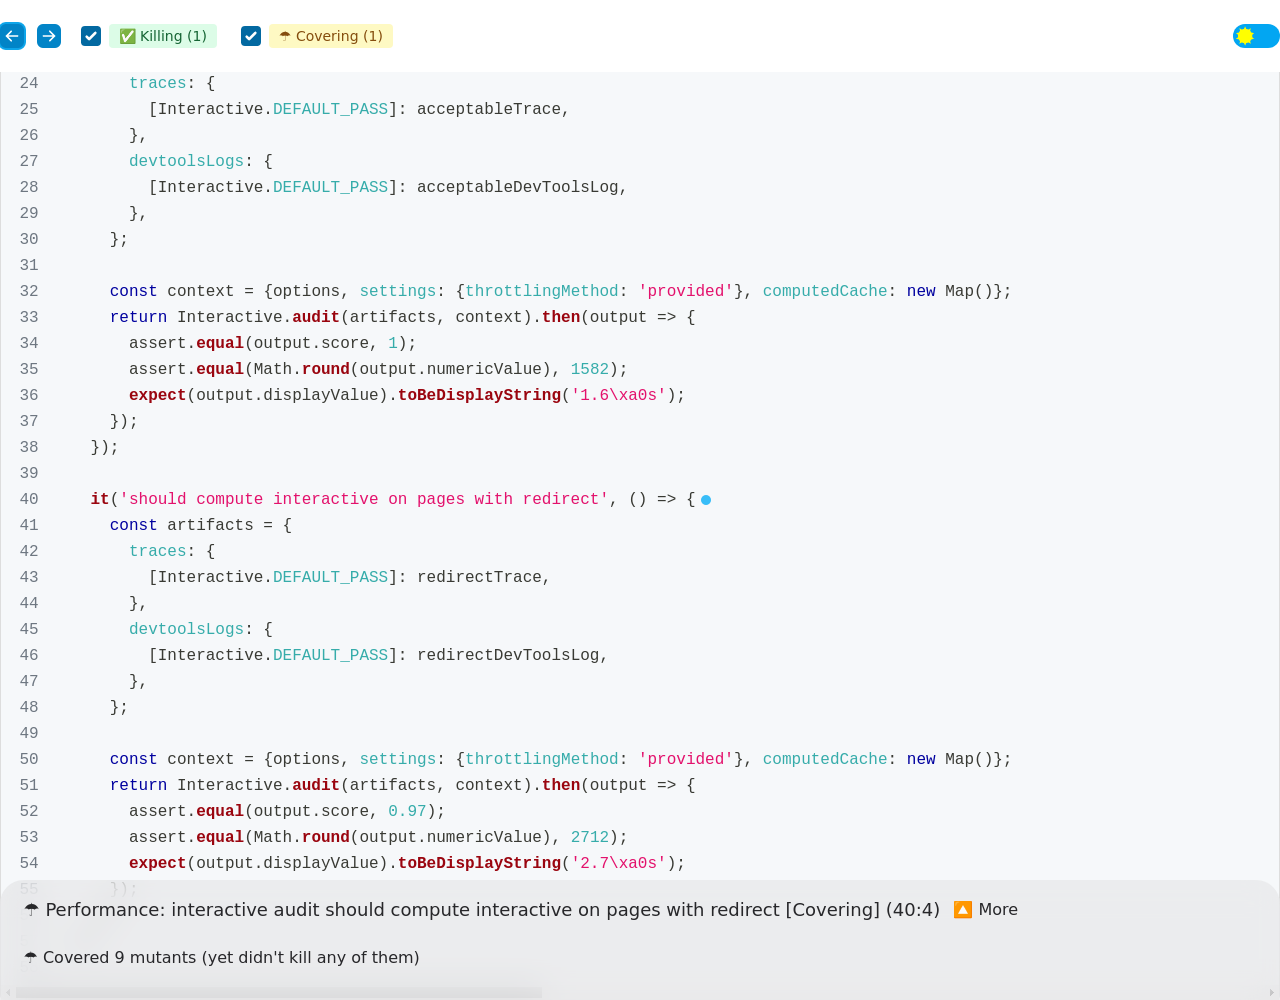 ✅ Killing (1) ☂ Covering (1)
24 traces: {
25 [Interactive.DEFAULT_PASS]: acceptableTrace,
26 },
27 devtoolsLogs: {
28 [Interactive.DEFAULT_PASS]: acceptableDevToolsLog,
29 },
30 };
31
32 const context = {options, settings: {throttlingMethod: 'provided'}, computedCache: new Map()};
33 return Interactive.audit(artifacts, context).then(output => {
34 assert.equal(output.score, 1);
35 assert.equal(Math.round(output.numericValue), 1582);
36 expect(output.displayValue).toBeDisplayString('1.6\xa0s');
37 });
38 });
39
40 it('should compute interactive on pages with redirect', () => {
41 const artifacts = {
42 traces: {
43 [Interactive.DEFAULT_PASS]: redirectTrace,
44 },
45 devtoolsLogs: {
46 [Interactive.DEFAULT_PASS]: redirectDevToolsLog,
47 },
48 };
49
50 const context = {options, settings: {throttlingMethod: 'provided'}, computedCache: new Map()};
51 return Interactive.audit(artifacts, context).then(output => {
52 assert.equal(output.score, 0.97);
53 assert.equal(Math.round(output.numericValue), 2712);
54 expect(output.displayValue).toBeDisplayString('2.7\xa0s');
55 });
☂ Performance: interactive audit should compute interactive on pages with redirect [Covering] (40:4) 🔼 More
☂ Covered 9 mutants (yet didn't kill any of them)